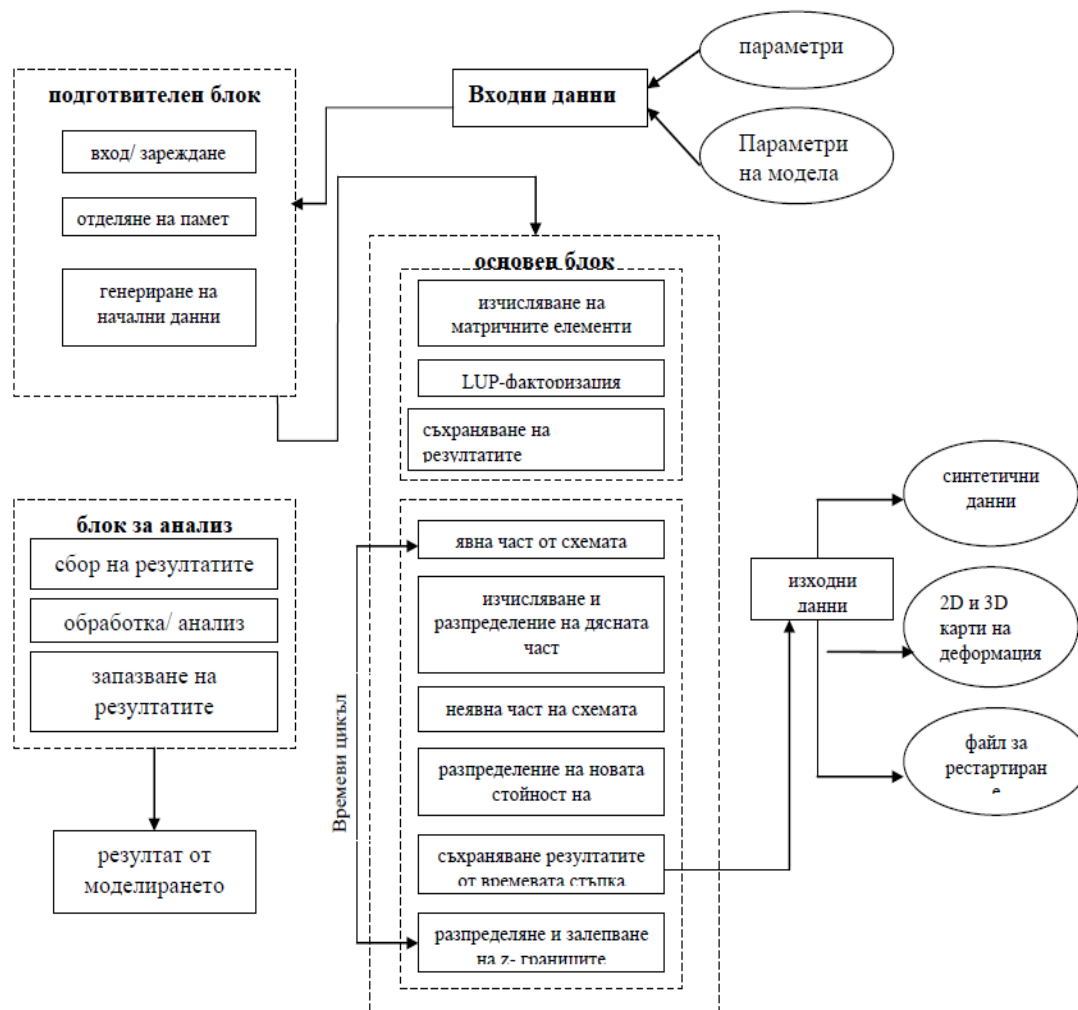 параметри
Входни данни
Параметри
на модела
подготвителен блок
вход/ зареждане
отделяне на памет
генериране на
начални данни
основен блок
изчисляване на
матричните елементи
LUP-факторизация
съхраняване на
резултатите
явна част от схемата
изчисляване и
разпределение на дясната
част
неявна част на схемата
разпределение на новата
стойност на
съхраняване резултатите
от времевата стъпка
разпределяне и залепване
на z- границите
Времеви цикъл
блок за анализ
сбор на резултатите
обработка/ анализ
запазване на
резултатите
резултат от
моделирането
изходни
данни
синтетични
данни
2D и 3D
карти на
деформация
файл за
рестартиран
е